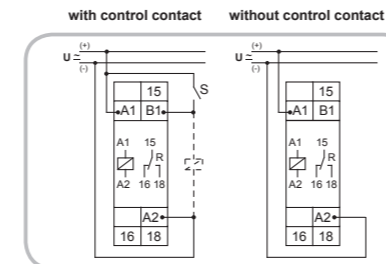 with control contact
without control contact
(+)
U
(-)
15
S
A1 B1
A1 15
R
A2 16 18
A2
16 18
(+)
U
(-)
15
A1
A1 15
R
A2 16 18
A2
16 18